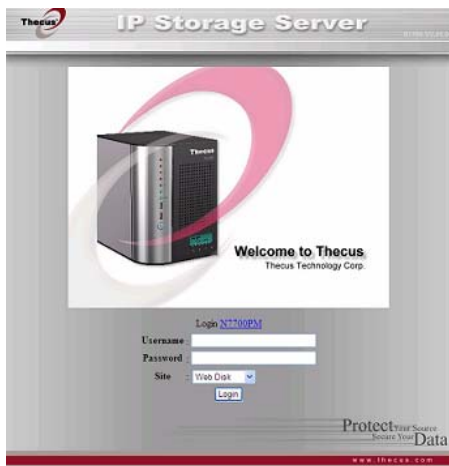 Thecus
IP Storage Server
Thecus
Welcome to Thecus
Thecus Technology Corp.
Login N7700PM
Username :
Password :
Site : Web Disk
Login
Protect Your Source
Secure Your Data
www.thecus.com